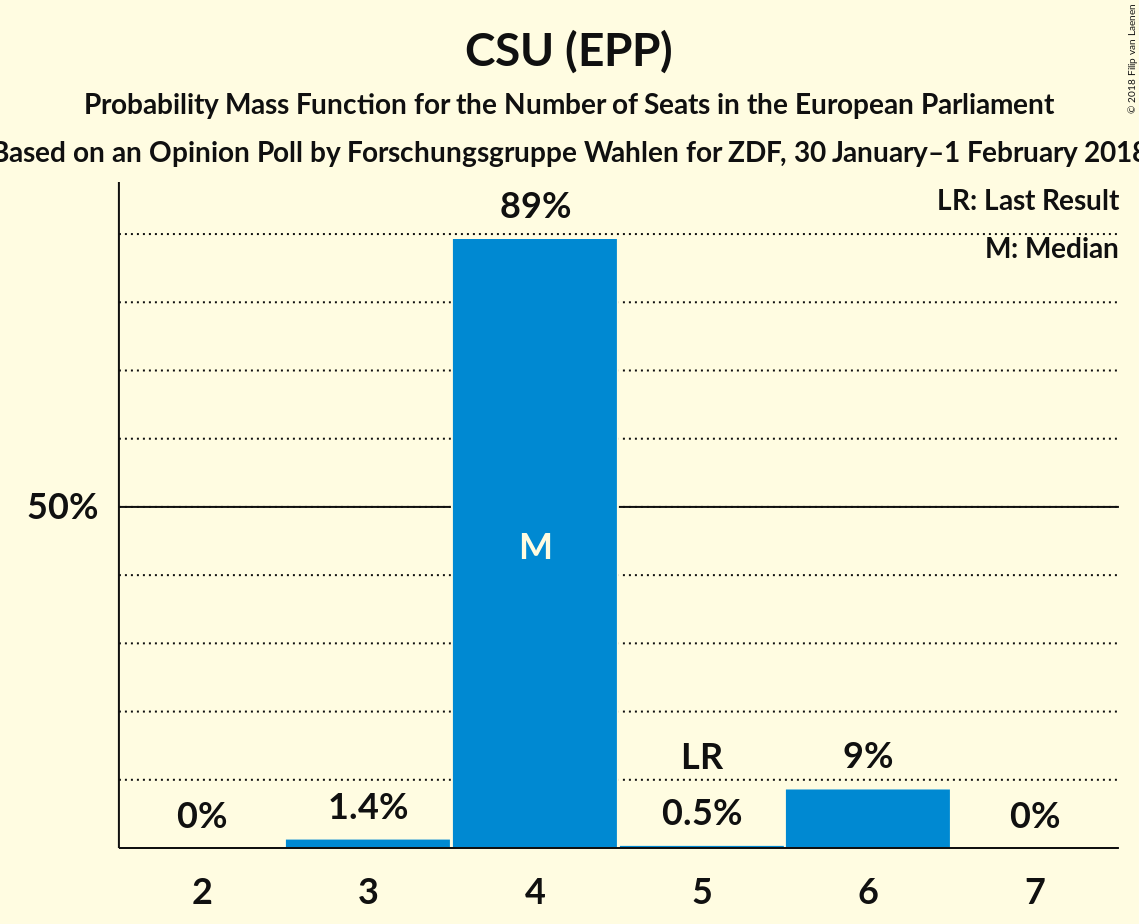 CSU (EPP)
Probability Mass Function for the Number of Seats in the European Parliament
Based on an Opinion Poll by Forschungsgruppe Wahlen for ZDF, 30 January–1 February 2018
© 2018 Filip van Laenen
LR: Last Result
M: Median
89%
50%
M
LR
9%
0%
1.4%
0.5%
0%
2 3 4 5 6 7